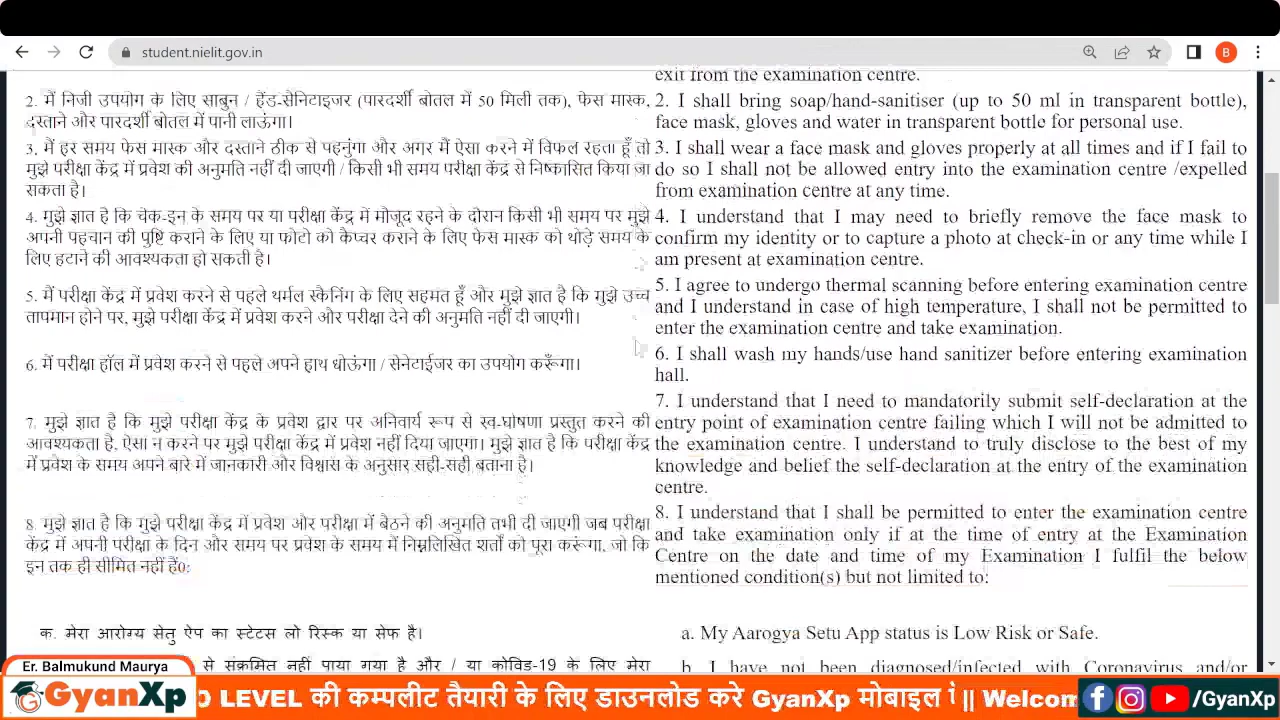 student.nielit.gov.in
B
2. मैं निजी उपयोग के लिए साबुन / हैंड-सैनिटाइजर (पारदर्शी बोतल में 50 मिली तक), फेस मास्क,
दस्ताने और पारदर्शी बोतल में पानी लाऊंगा।
3. मैं हर समय फेस मास्क और दस्ताने ठीक से पहनुंगा और अगर मैं ऐसा करने में विफल रहता हूँ तो
मुझे परीक्षा केंद्र में प्रवेश की अनुमति नहीं दी जाएगी / किसी भी समय परीक्षा केंद्र से निष्कासित किया जा
सकता है।
4. मुझे ज्ञात है कि चेक-इन के समय पर या परीक्षा केंद्र में मौजूद रहने के दौरान किसी भी समय पर मुझे
अपनी पहचान की पुष्टि कराने के लिए या फोटो को कैप्चर कराने के लिए फेस मास्क को थोड़े समय के
लिए हटाने की आवश्यकता हो सकती है।
5. मैं परीक्षा केंद्र में प्रवेश करने से पहले थर्मल स्कैनिंग के लिए सहमत हूँ और मुझे ज्ञात है कि मुझे उच्च
तापमान होने पर, मुझे परीक्षा केंद्र में प्रवेश करने और परीक्षा देने की अनुमति नहीं दी जाएगी।
6. मैं परीक्षा हॉल में प्रवेश करने से पहले अपने हाथ धोऊंगा / सेनेटाईजर का उपयोग करूँगा।
7. मुझे ज्ञात है कि मुझे परीक्षा केंद्र के प्रवेश द्वार पर अनिवार्य रूप से स्व-घोषणा प्रस्तुत करने की
आवश्यकता है, ऐसा न करने पर मुझे परीक्षा केंद्र में प्रवेश नहीं दिया जाएगा। मुझे ज्ञात है कि परीक्षा केंद्र
में प्रवेश के समय अपने बारे में जानकारी और विश्वास के अनुसार सही-सही बताना है।
8. मुझे ज्ञात है कि मुझे परीक्षा केंद्र में प्रवेश और परीक्षा में बैठने की अनुमति तभी दी जाएगी जब परीक्षा
केंद्र में अपनी परीक्षा के दिन और समय पर प्रवेश के समय में निम्नलिखित शर्तों को पूरा करूंगा, जो कि
इन तक ही सीमित नहीं हैं0:
क. मेरा आरोग्य सेतु ऐप का स्टेटस लो रिस्क या सेफ है।
से संक्रमित नहीं पाया गया है और / या कोविड-19 के लिए मेरा
exit from the examination centre.
2. I shall bring soap/hand-sanitiser (up to 50 ml in transparent bottle),
face mask, gloves and water in transparent bottle for personal use.
3. I shall wear a face mask and gloves properly at all times and if I fail to
do so I shall not be allowed entry into the examination centre /expelled
from examination centre at any time.
4. I understand that I may need to briefly remove the face mask to
confirm my identity or to capture a photo at check-in or any time while I
am present at examination centre.
5. I agree to undergo thermal scanning before entering examination centre
and I understand in case of high temperature, I shall not be permitted to
enter the examination centre and take examination.
6. I shall wash my hands/use hand sanitizer before entering examination
hall.
7. I understand that I need to mandatorily submit self-declaration at the
entry point of examination centre failing which I will not be admitted to
the examination centre. I understand to truly disclose to the best of my
knowledge and belief the self-declaration at the entry of the examination
centre.
8. I understand that I shall be permitted to enter the examination centre
and take examination only if at the time of entry at the Examination
Centre on the date and time of my Examination I fulfil the below
mentioned condition(s) but not limited to:
a. My Aarogya Setu App status is Low Risk or Safe.
b. I have not been diagnosed/infected with Coronavirus and/or
Er. Balmukund Maurya
GyanXp
O LEVEL की कम्पलीट तैयारी के लिए डाउनलोड करे GyanXp मोबाइल || Welcom
/GyanXp